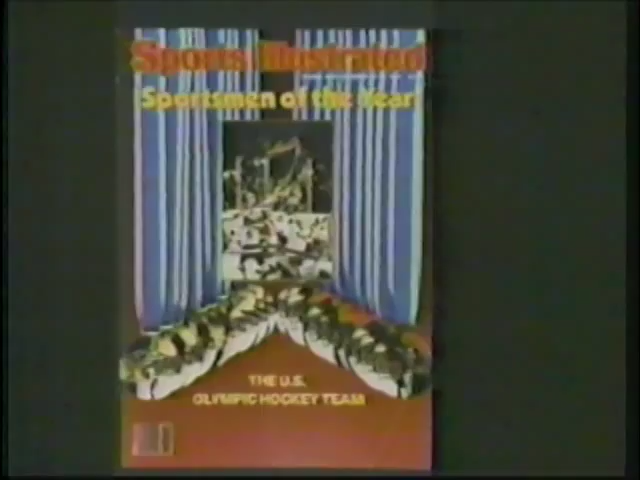 Sports Illustrated
Sportsmen of the Year
THE U.S.
OLYMPIC HOCKEY TEAM